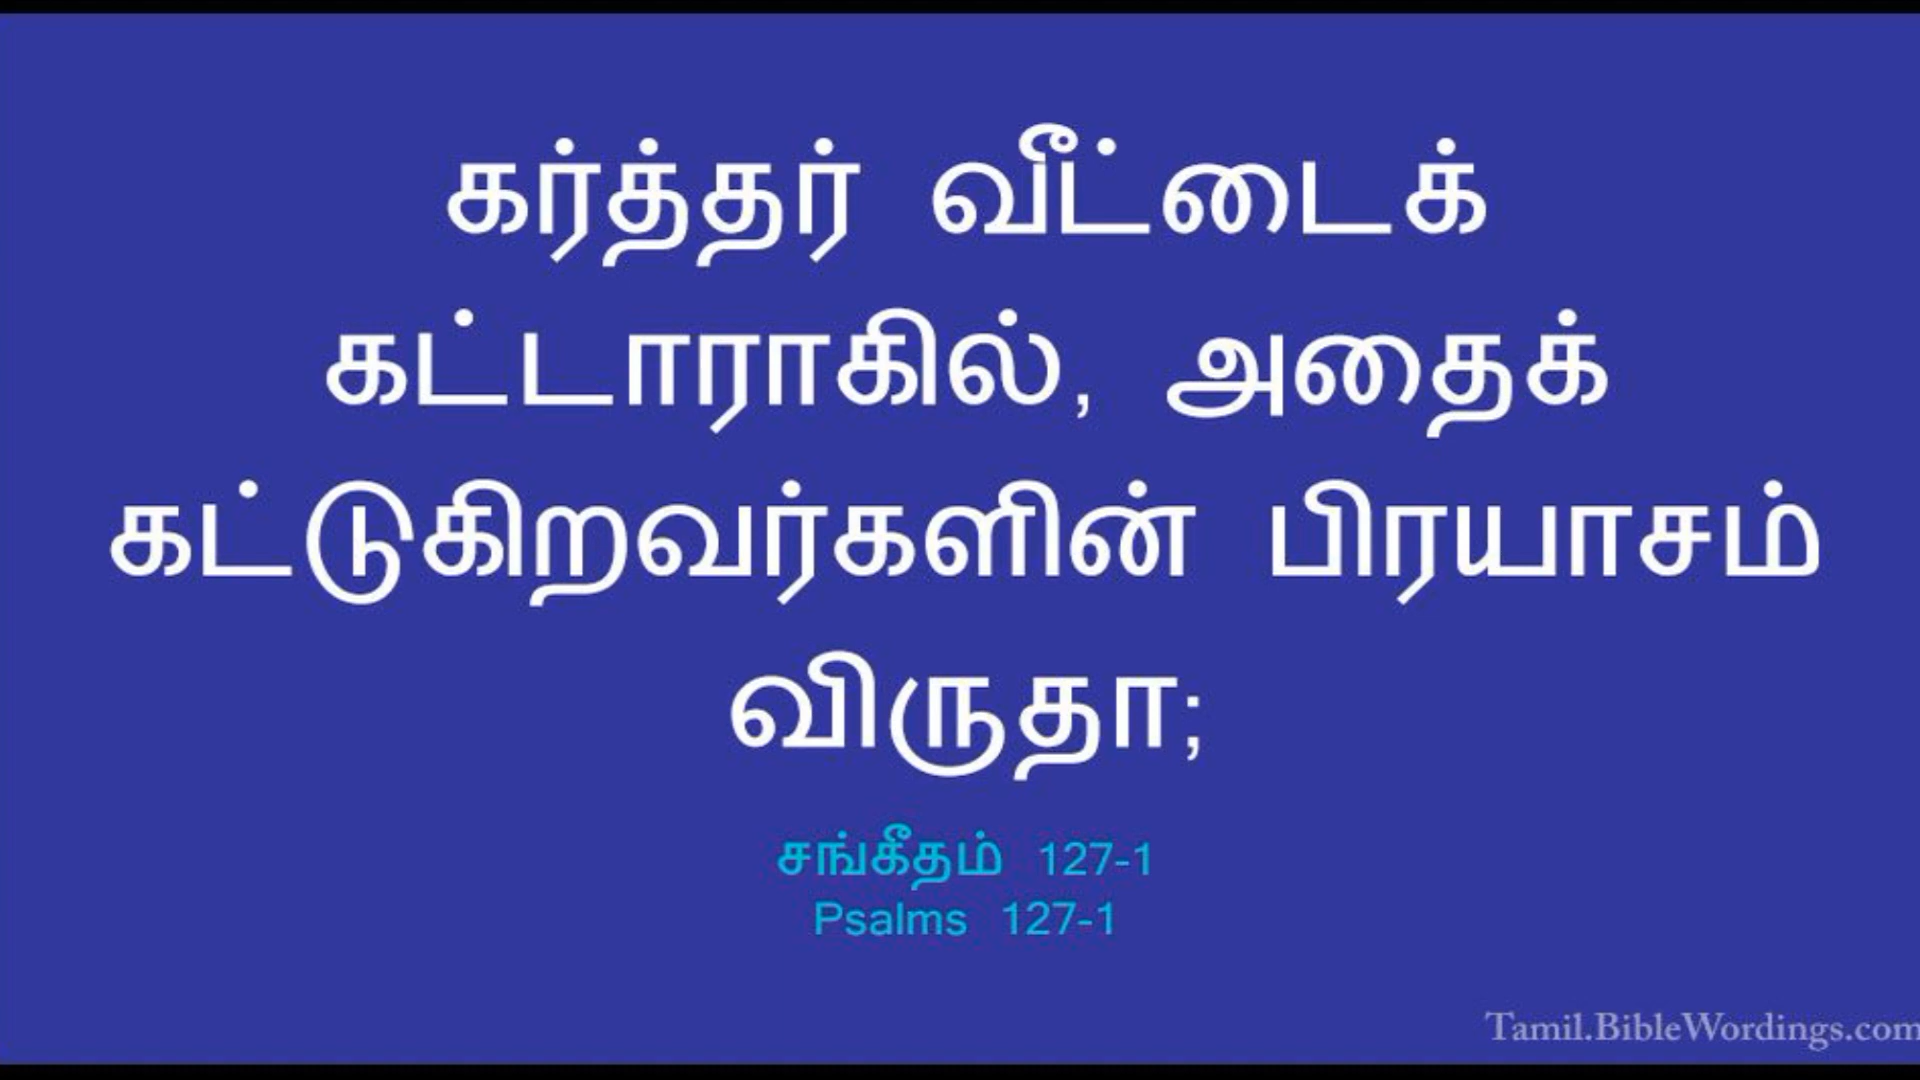 கர்த்தர் வீட்டைக்
கட்டாராகில், அதைக்
கட்டுகிறவர்களின் பிரயாசம்
விருதா;
சங்கீதம் 127-1
Psalms 127-1
Tamil.BibleWordings.com